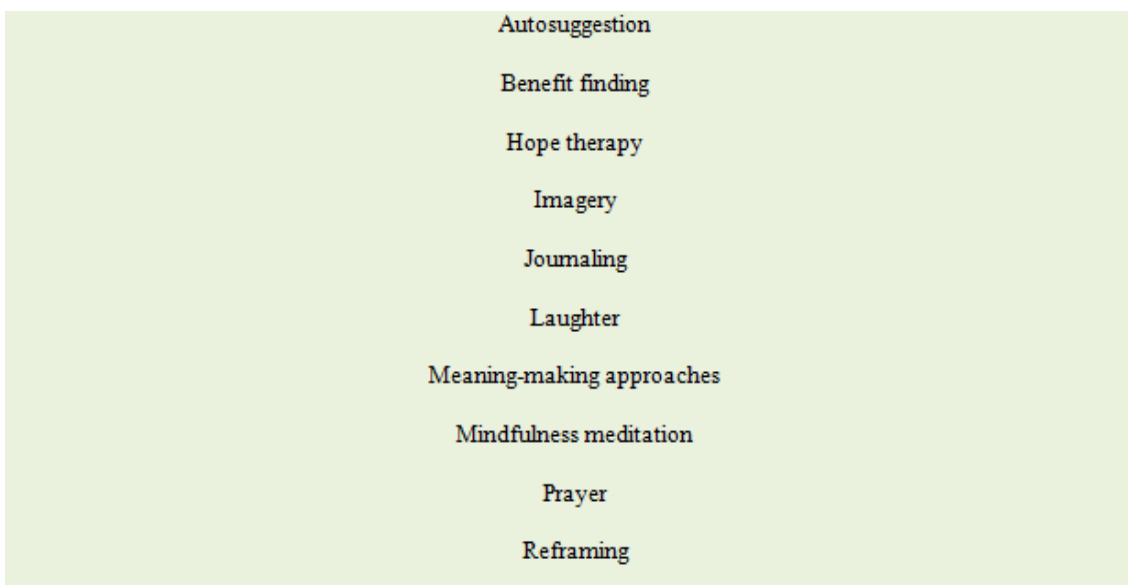 Autosuggestion
Benefit finding
Hope therapy
Imagery
Journaling
Laughter
Meaning-making approaches
Mindfulness meditation
Prayer
Reframing